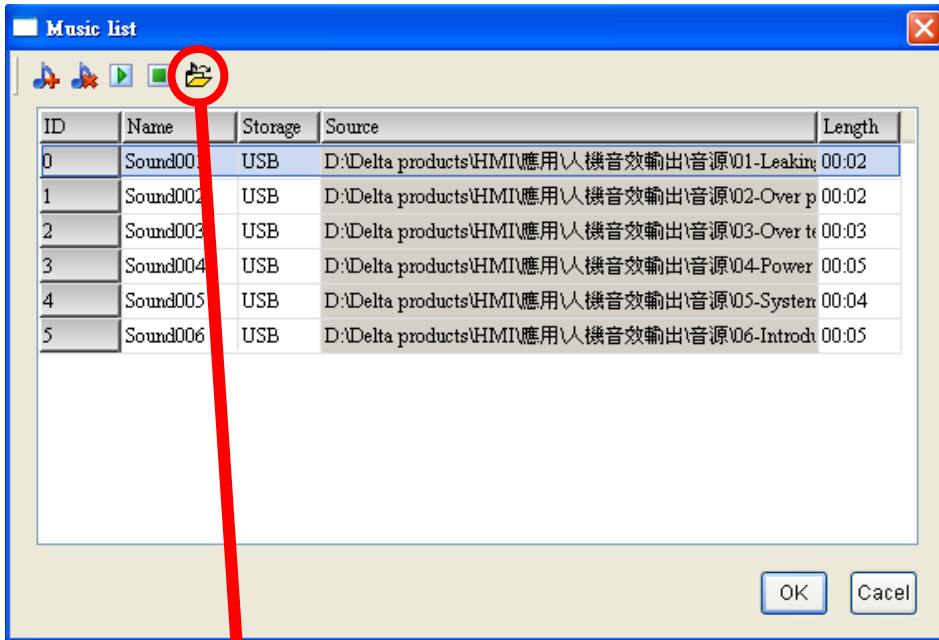 Music list
ID Name Storage Source Length
0 Sound001 USB D:\Delta products\HMI\應用\人機音效輸出\音源\01-Leaking 00:02
1 Sound002 USB D:\Delta products\HMI\應用\人機音效輸出\音源\02-Over p 00:02
2 Sound003 USB D:\Delta products\HMI\應用\人機音效輸出\音源\03-Over te 00:03
3 Sound004 USB D:\Delta products\HMI\應用\人機音效輸出\音源\04-Power 00:05
4 Sound005 USB D:\Delta products\HMI\應用\人機音效輸出\音源\05-System 00:04
5 Sound006 USB D:\Delta products\HMI\應用\人機音效輸出\音源\06-Introdu 00:05
OK Cacel